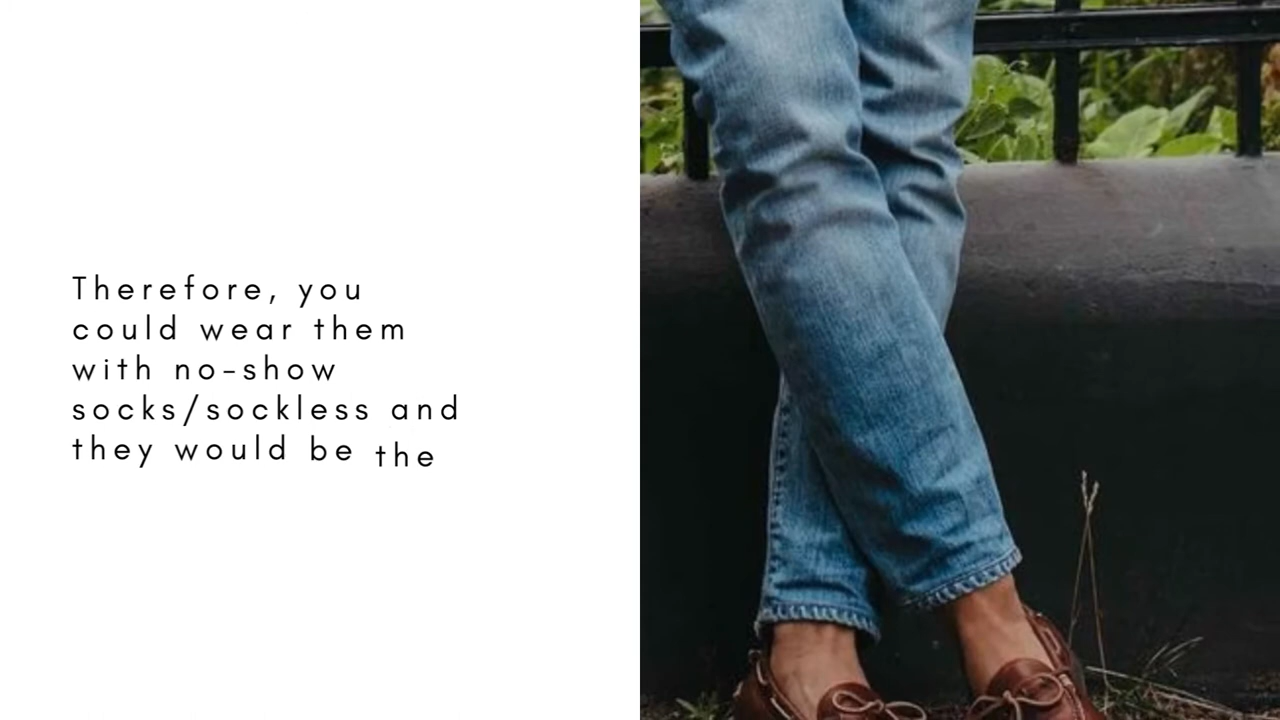 Therefore, you
could wear them
with no-show
socks/sockless and
they would be the